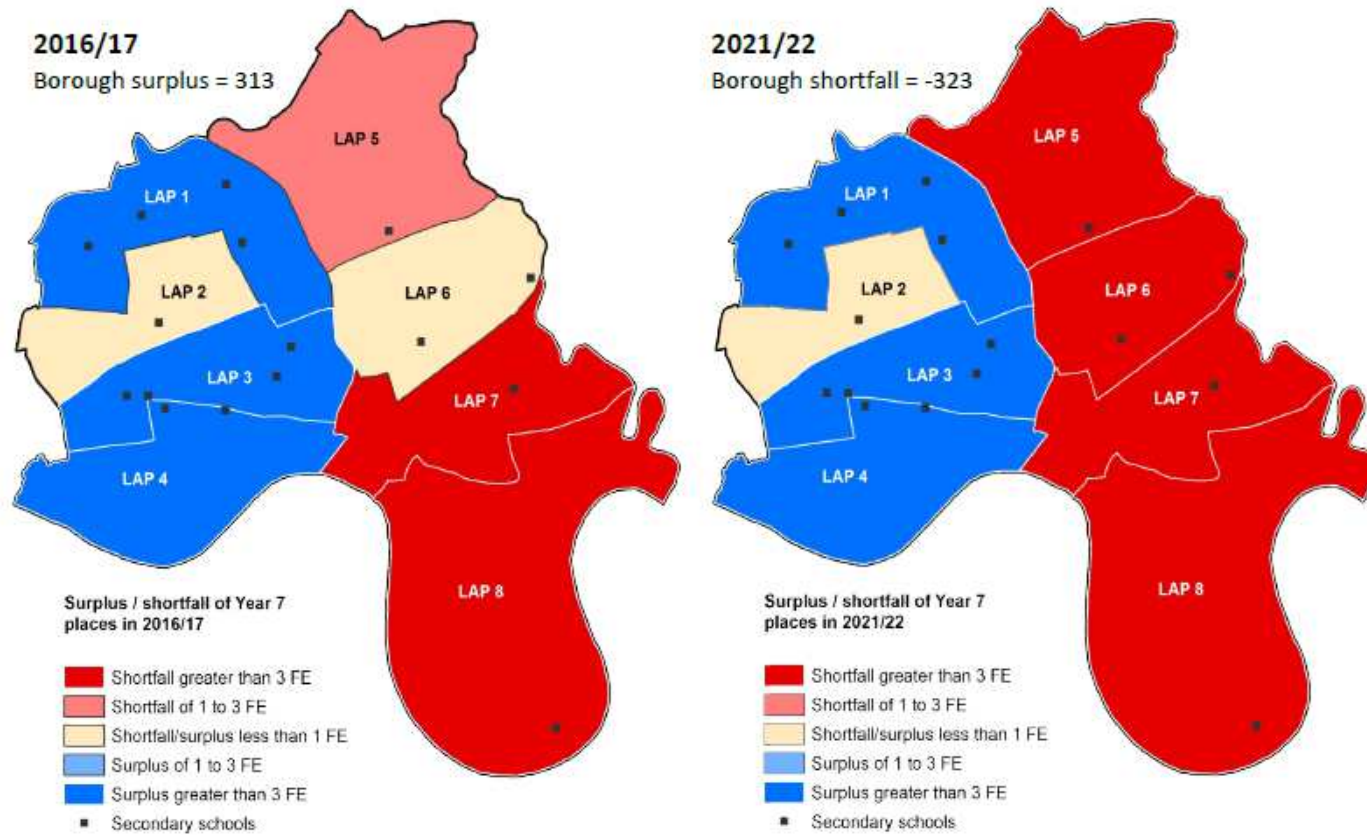 2016/17
Borough surplus = 313
LAP 5
LAP 1
LAP 2
LAP 6
LAP 3
LAP 7
LAP 4
LAP 8
Surplus / shortfall of Year 7
places in 2016/17
Shortfall greater than 3 FE
Shortfall of 1 to 3 FE
Shortfall/surplus less than 1 FE
Surplus of 1 to 3 FE
Surplus greater than 3 FE
Secondary schools
2021/22
Borough shortfall = -323
LAP 5
LAP 1
LAP 2
LAP 6
LAP 3
LAP 7
LAP 4
LAP 8
Surplus / shortfall of Year 7
places in 2021/22
Shortfall greater than 3 FE
Shortfall of 1 to 3 FE
Shortfall/surplus less than 1 FE
Surplus of 1 to 3 FE
Surplus greater than 3 FE
Secondary schools